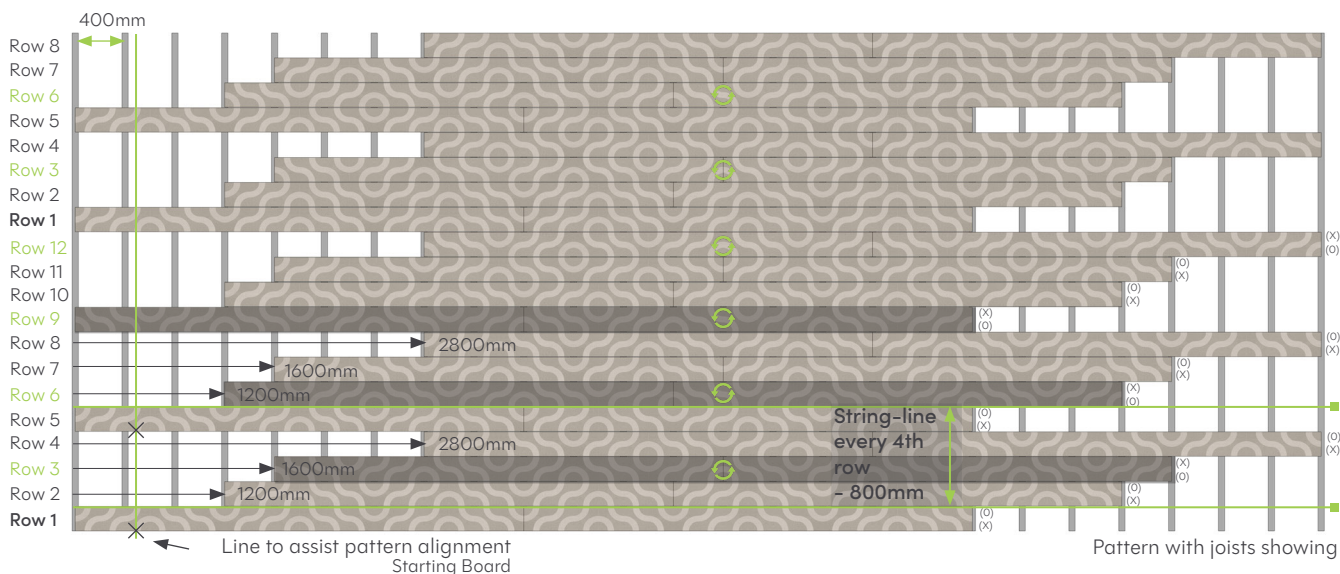 400mm
Row 8
Row 7
Row 6
Row 5
Row 4
Row 3
Row 2
Row 1
Row 12
(X)
(O)
Row 11
(O)
(X)
Row 10
(O)
(X)
Row 9
(X)
(O)
Row 8
2800mm
(O)
(X)
Row 7
1600mm
(O)
(X)
Row 6
1200mm
(X)
(O)
Row 5
(O)
(X)
Row 4
2800mm
(O)
(X)
Row 3
1600mm
(X)
(O)
Row 2
1200mm
(O)
(X)
Row 1
(O)
(X)
String-line
every 4th
row
- 800mm
Line to assist pattern alignment
Starting Board
Pattern with joists showing